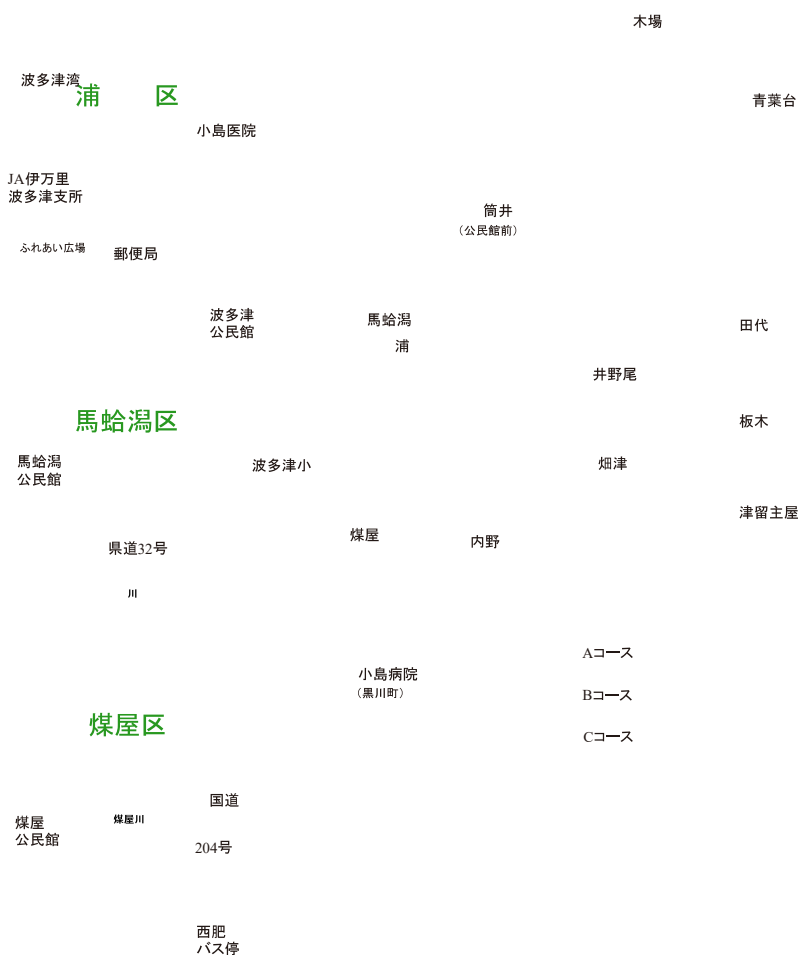 木場
波多津湾
浦　区
青葉台
小島医院
JA伊万里
波多津支所
筒井
（公民館前）
ふれあい広場
郵便局
波多津
公民館
馬蛤潟
浦
田代
井野尾
馬蛤潟区
板木
馬蛤潟
公民館
波多津小
畑津
津留主屋
煤屋
内野
県道32号
川
Aコース
小島病院
（黒川町）
Bコース
煤屋区
Cコース
国道
煤屋
公民館
煤屋川
204号
西肥
バス停